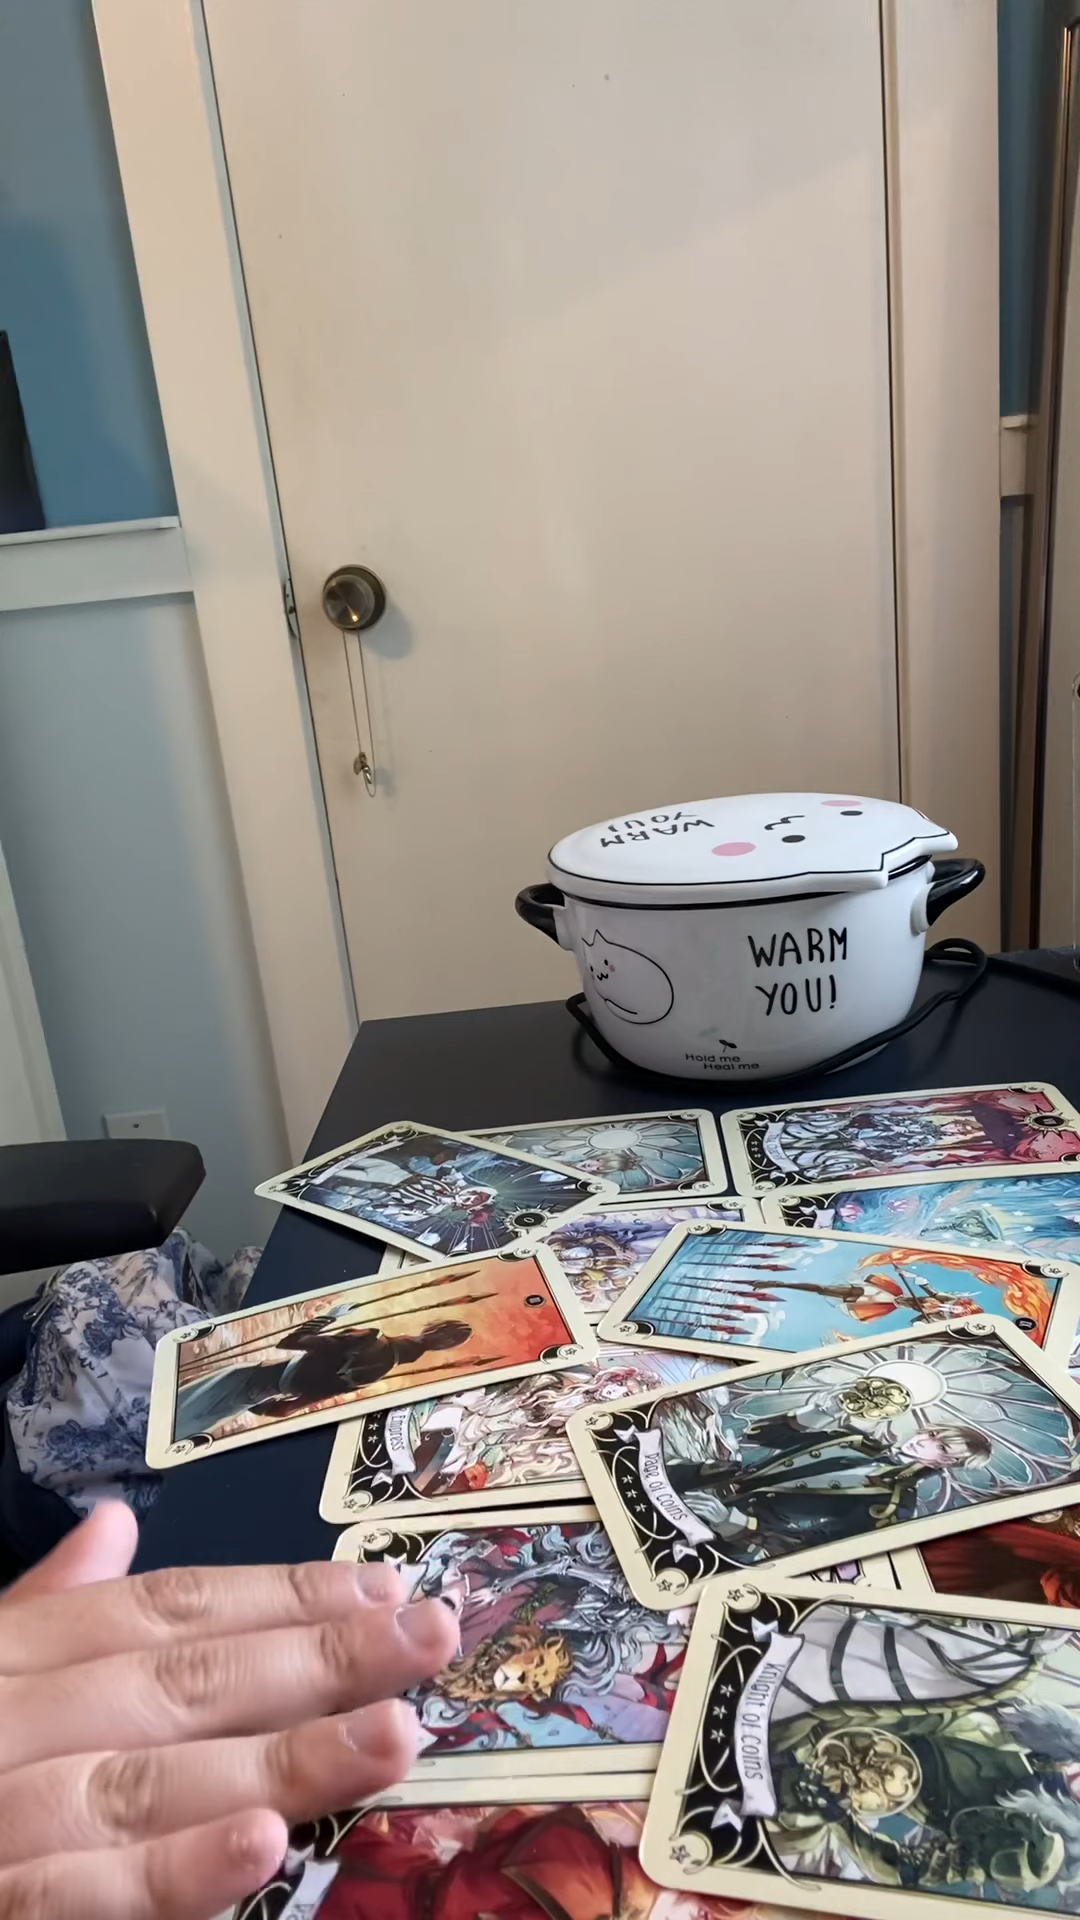 WARM
YOU!
WARM
YOU!
Hold me
Heal me
Empress
Page of Coins
Knight of Coins